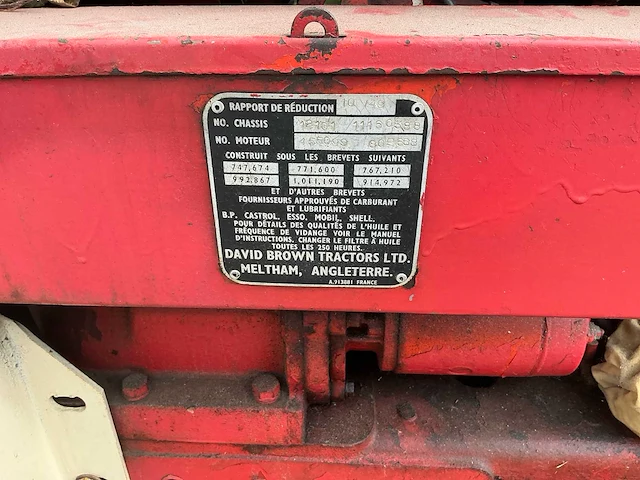 RAPPORT DE RÉDUCTION
NO. CHASSIS
NO. MOTEUR
CONSTRUIT SOUS LES BREVETS SUIVANTS
747,674 771,600 767,210
992,867 1,011,190 914,972
ET D'AUTRES BREVETS
FOURNISSEURS APPROUVÉS DE CARBURANT
ET LUBRIFIANTS
B.P. CASTROL, ESSO, MOBIL, SHELL.
POUR DÉTAILS DES QUALITÉS DE L'HUILE ET
FRÉQUENCE DE VIDANGE VOIR LE MANUEL
D'INSTRUCTIONS, CHANGER LE FILTRE À HUILE
TOUTES LES 250 HEURES.
DAVID BROWN TRACTORS LTD.
MELTHAM, ANGLETERRE.
A.913881 FRANCE